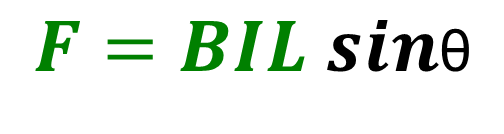 F = BIL sinθ